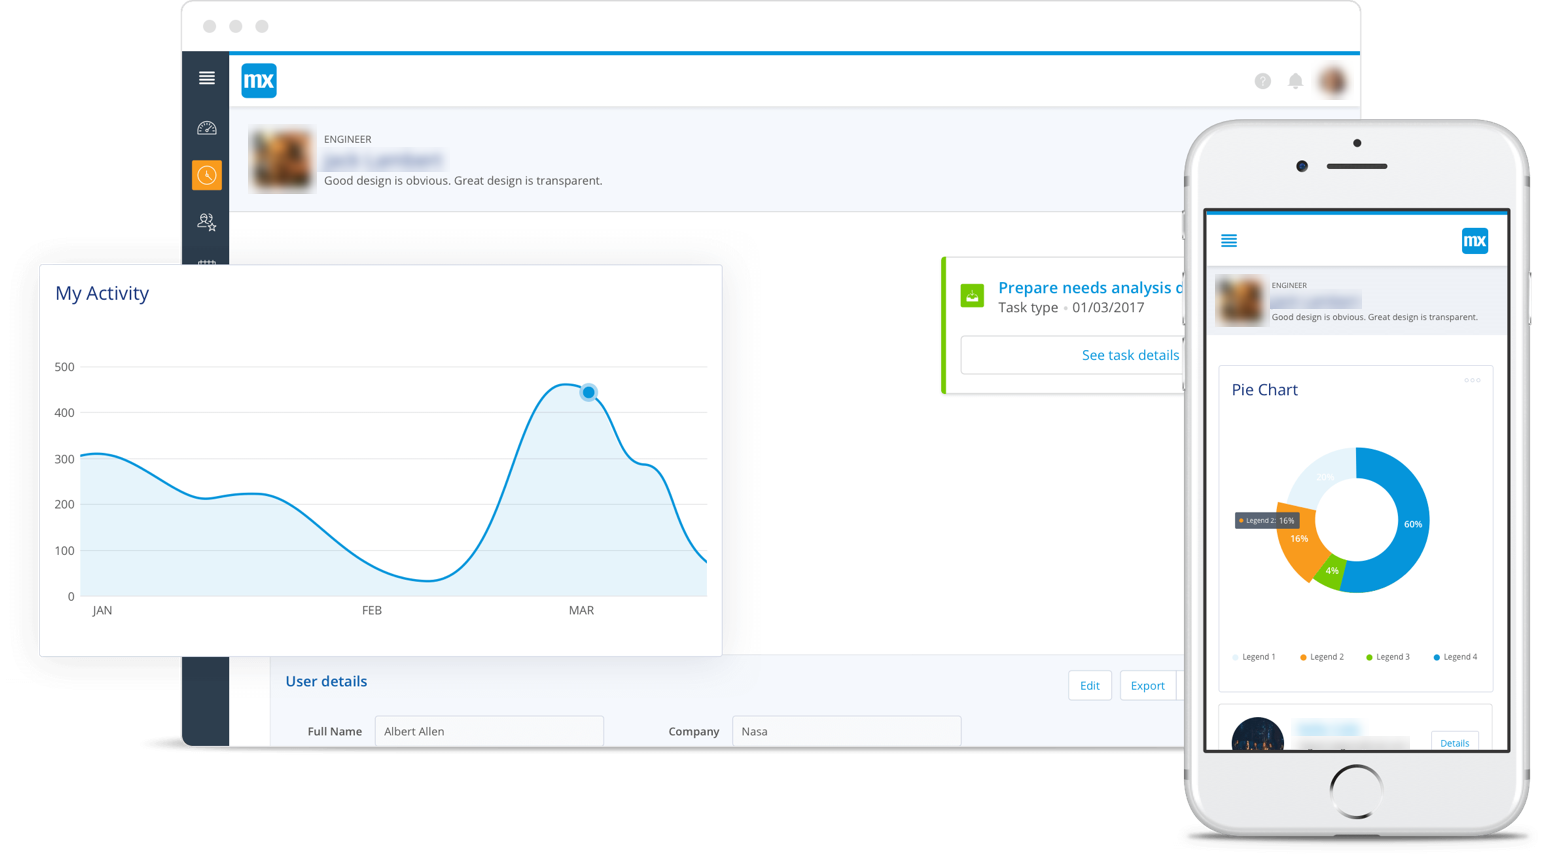 mx
ENGINEER
Good design is obvious. Great design is transparent.
My Activity
500
400
300
200
100
0
JAN
FEB
MAR
Prepare needs analysis d
Task type • 01/03/2017
See task details
User details
Edit
Export
Full Name
Albert Allen
Company
Nasa
mx
ENGINEER
Good design is obvious. Great design is transparent.
Pie Chart
20%
60%
Legend 2: 16%
16%
4%
Legend 1
Legend 2
Legend 3
Legend 4
Details